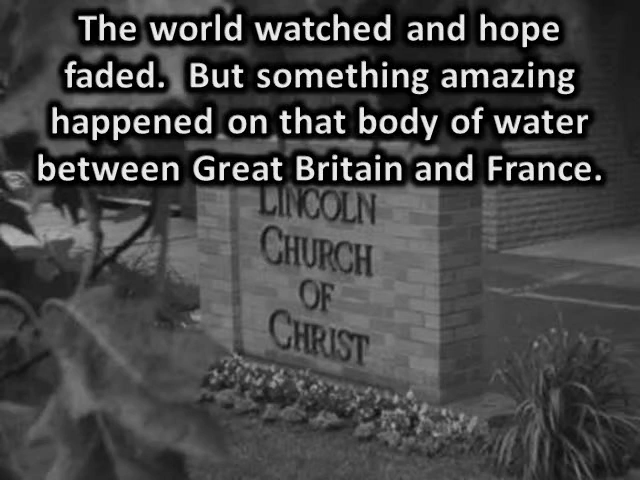 The world watched and hope
faded.  But something amazing
happened on that body of water
between Great Britain and France.
LINCOLN
CHURCH
OF
CHRIST